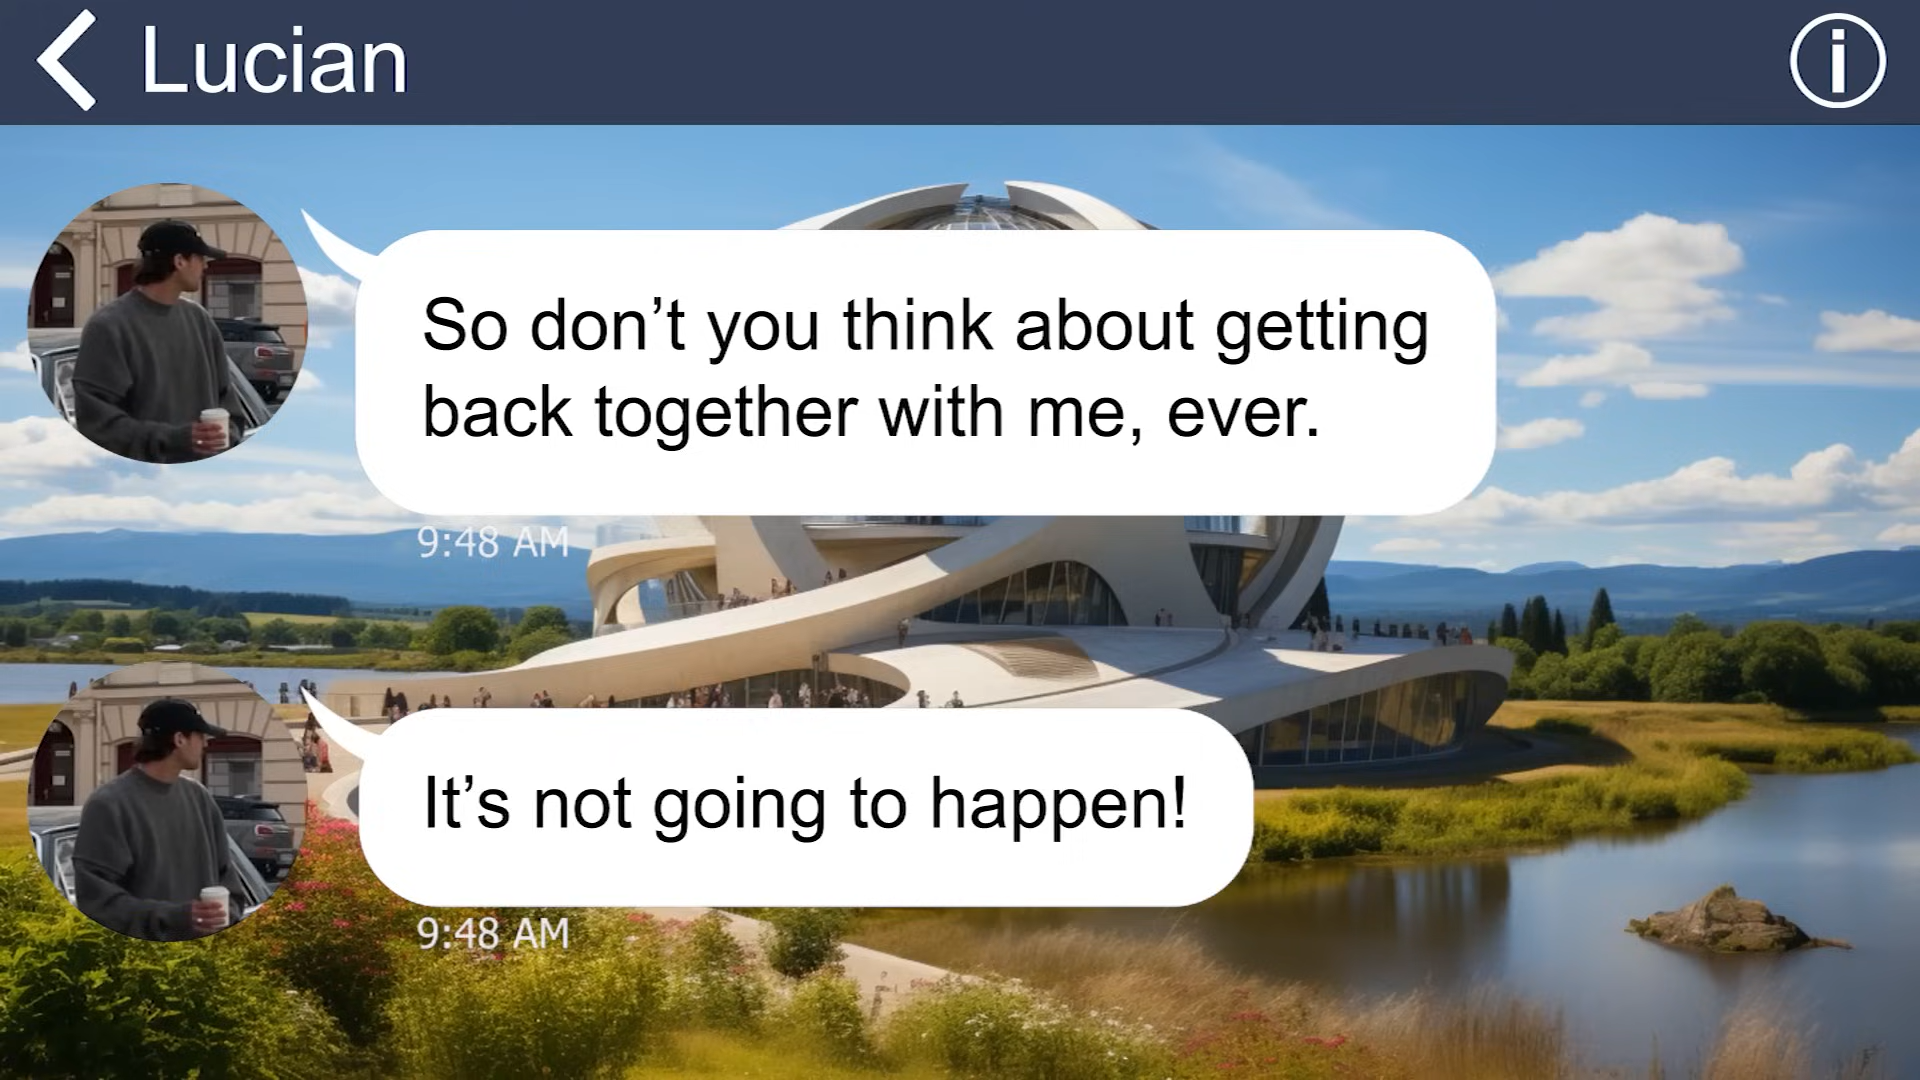 Lucian
So don’t you think about getting
back together with me, ever.
9:48 AM
It’s not going to happen!
9:48 AM